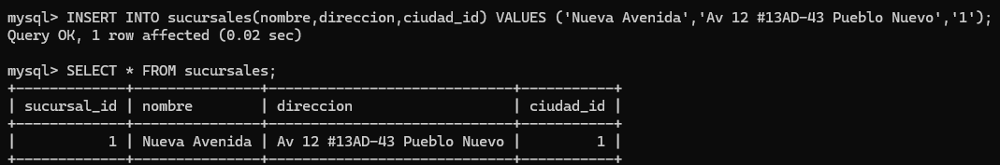 mysql> INSERT INTO sucursales(nombre,direccion,ciudad_id) VALUES ('Nueva Avenida','Av 12 #13AD-43 Pueblo Nuevo','1');
Query OK, 1 row affected (0.02 sec)

mysql> SELECT * FROM sucursales;
+-------------+---------------+-----------------------------+-----------+
| sucursal_id | nombre        | direccion                   | ciudad_id |
+-------------+---------------+-----------------------------+-----------+
|           1 | Nueva Avenida | Av 12 #13AD-43 Pueblo Nuevo |         1 |
+-------------+---------------+-----------------------------+-----------+